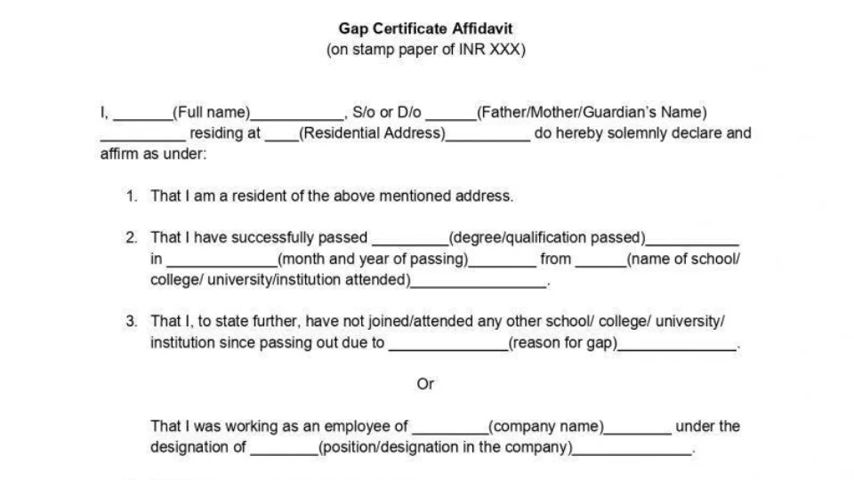 Gap Certificate Affidavit
(on stamp paper of INR XXX)
I, _______(Full name)___________, S/o or D/o ______(Father/Mother/Guardian's Name)
__________ residing at ____(Residential Address)__________ do hereby solemnly declare and
affirm as under:
1. That I am a resident of the above mentioned address.
2. That I have successfully passed _________(degree/qualification passed)___________
in _____________(month and year of passing)________ from ______(name of school/
college/ university/institution attended)________________.
3. That I, to state further, have not joined/attended any other school/ college/ university/
institution since passing out due to ______________(reason for gap)______________.
Or
That I was working as an employee of _________(company name)________ under the
designation of ________(position/designation in the company)______________.